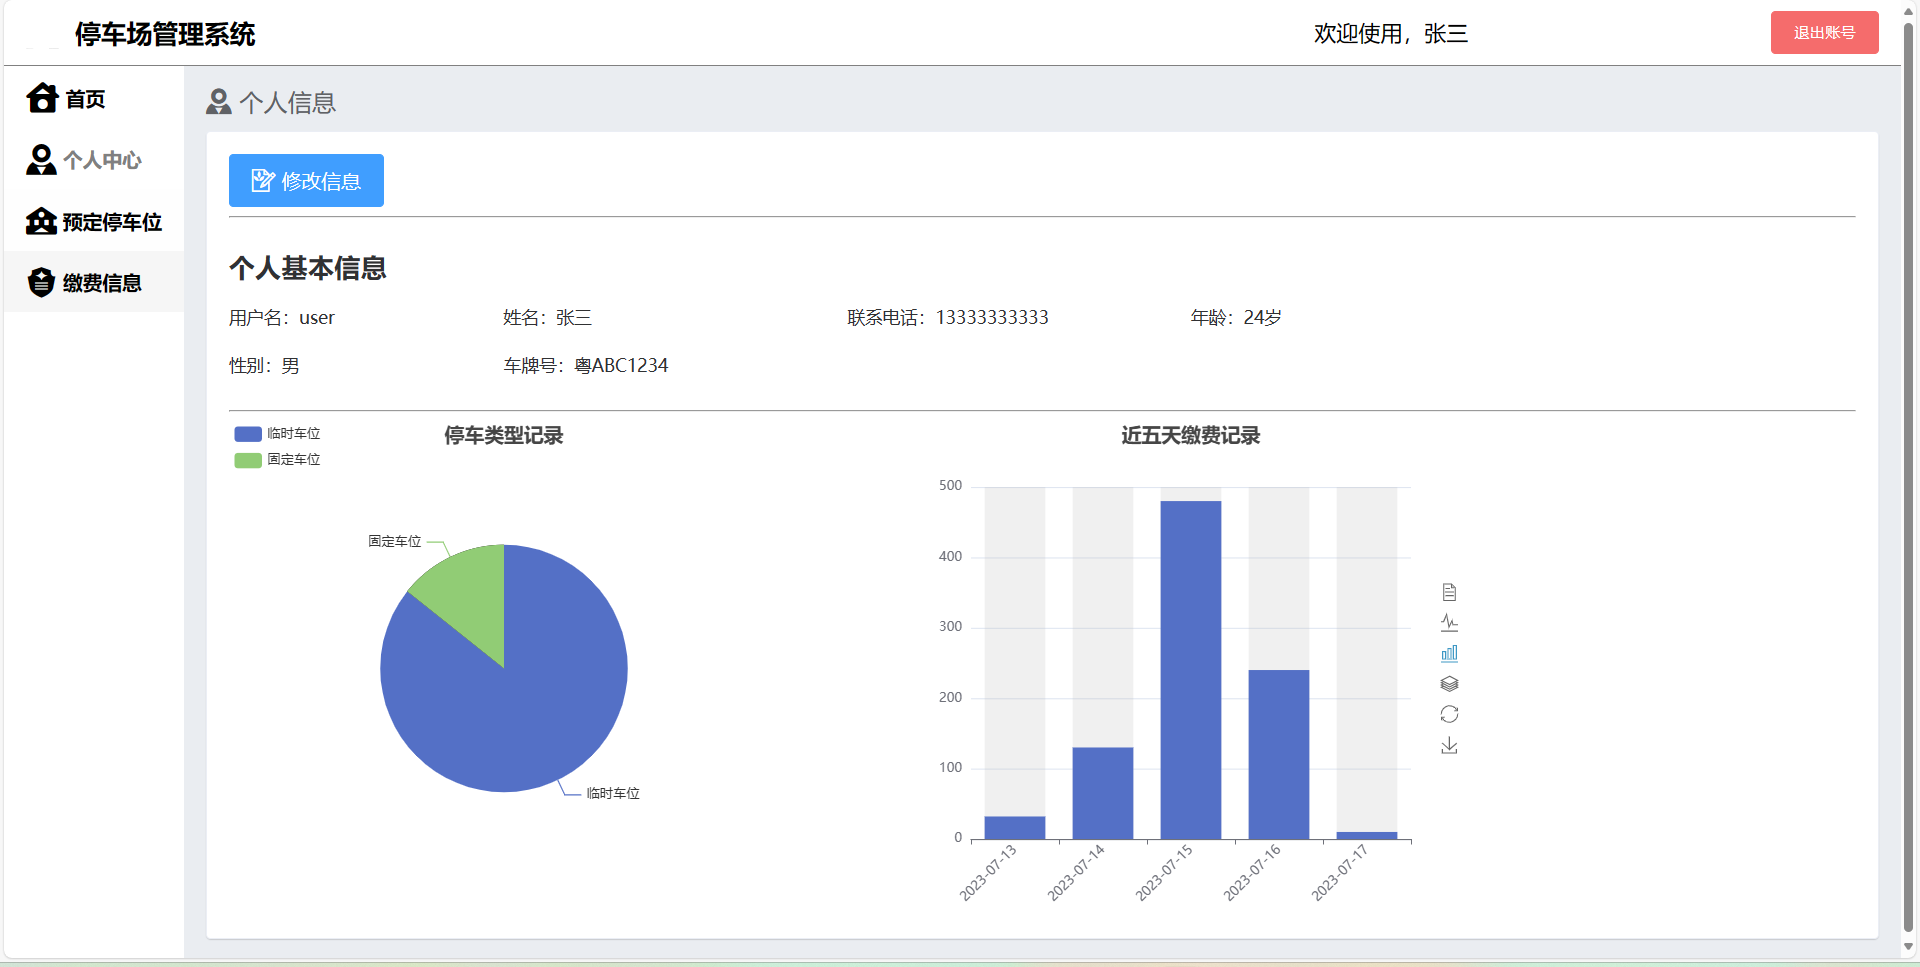 停车场管理系统
欢迎使用，张三
退出账号
首页
个人中心
预定停车位
缴费信息
个人信息
修改信息
个人基本信息
用户名：user
姓名：张三
联系电话：13333333333
年龄：24岁
性别：男
车牌号：粤ABC1234
临时车位
固定车位
停车类型记录
固定车位
临时车位
近五天缴费记录
500
400
300
200
100
0
2023-07-13
2023-07-14
2023-07-15
2023-07-16
2023-07-17